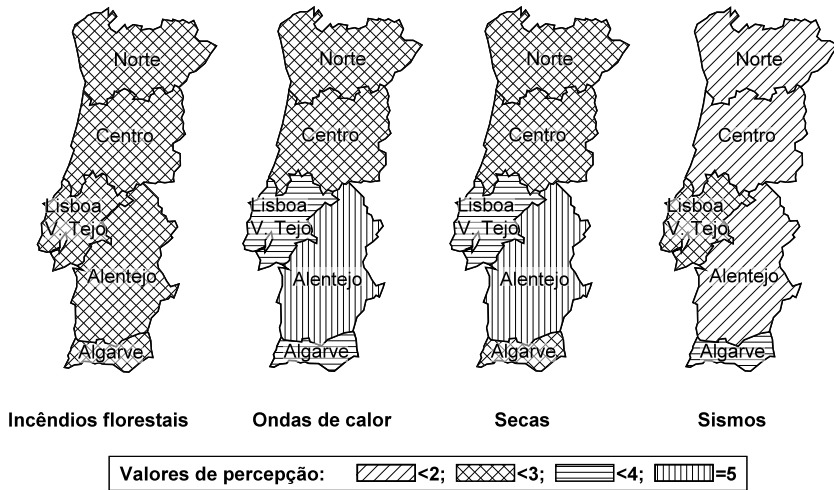 Norte
Centro
Lisboa
V. Tejo
Alentejo
Algarve
Incêndios florestais
Norte
Centro
Lisboa
V. Tejo
Alentejo
Algarve
Ondas de calor
Norte
Centro
Lisboa
V. Tejo
Alentejo
Algarve
Secas
Norte
Centro
Lisboa
V. Tejo
Alentejo
Algarve
Sismos
Valores de percepção: <2; <3; <4; =5